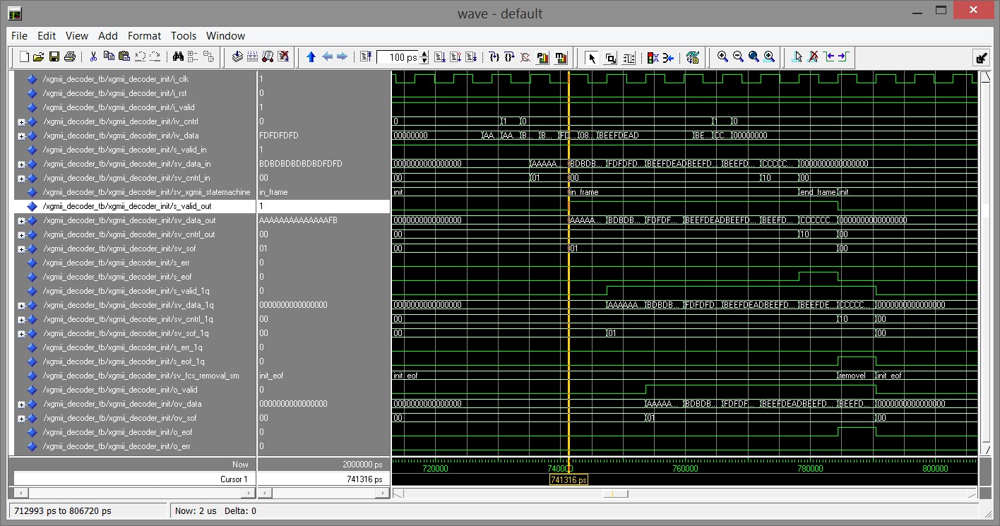 wave - default
File Edit View Add Format Tools Window
100 ps
/xgmii_decoder_tb/xgmii_decoder_init/i_clk 1
/xgmii_decoder_tb/xgmii_decoder_init/i_rst 0
/xgmii_decoder_tb/xgmii_decoder_init/i_valid 1
/xgmii_decoder_tb/xgmii_decoder_init/iv_cntrl 0 0 1 0 1 0
/xgmii_decoder_tb/xgmii_decoder_init/iv_data FDFDFDFD 00000000 AA... AA... B... B... FD... 08... BEEFDEAD BE... CC... 00000000
/xgmii_decoder_tb/xgmii_decoder_init/s_valid_in 1
/xgmii_decoder_tb/xgmii_decoder_init/sv_data_in BDBDBDBDBDBDFDFD 0000000000000000 AAAAA... BDBDB... FDFDFD... BEEFDEADBEEFD... BEEFD... CCCCC... 0000000000000000
/xgmii_decoder_tb/xgmii_decoder_init/sv_cntrl_in 00 00 01 00 10 00
/xgmii_decoder_tb/xgmii_decoder_init/sv_xgmii_statemachine in_frame init in_frame end_frame init
/xgmii_decoder_tb/xgmii_decoder_init/s_valid_out 1
/xgmii_decoder_tb/xgmii_decoder_init/sv_data_out AAAAAAAAAAAAAAFB 0000000000000000 AAAAA... BDBDB... FDFDF... BEEFDEADBEEFD... BEEFD... CCCCCC... 0000000000000000
/xgmii_decoder_tb/xgmii_decoder_init/sv_cntrl_out 00 00 10 00
/xgmii_decoder_tb/xgmii_decoder_init/sv_sof 01 00 01 00
/xgmii_decoder_tb/xgmii_decoder_init/s_err 0
/xgmii_decoder_tb/xgmii_decoder_init/s_eof 0
/xgmii_decoder_tb/xgmii_decoder_init/s_valid_1q 0
/xgmii_decoder_tb/xgmii_decoder_init/sv_data_1q 0000000000000000 0000000000000000 AAAAAA... BDBDB... FDFDFD... BEEFDEADBEEFD... BEEFDE... CCCCC... 0000000000000000
/xgmii_decoder_tb/xgmii_decoder_init/sv_cntrl_1q 00 00 10 00
/xgmii_decoder_tb/xgmii_decoder_init/sv_sof_1q 00 00 01 00
/xgmii_decoder_tb/xgmii_decoder_init/s_err_1q 0
/xgmii_decoder_tb/xgmii_decoder_init/s_eof_1q 0
/xgmii_decoder_tb/xgmii_decoder_init/sv_fcs_removal_sm init_eof init_eof removel init_eof
/xgmii_decoder_tb/xgmii_decoder_init/o_valid 0
/xgmii_decoder_tb/xgmii_decoder_init/ov_data 0000000000000000 0000000000000000 AAAAA... BDBDB... FDFDF... BEEFDEADBEEFD... BEEFD... 0000000000000000
/xgmii_decoder_tb/xgmii_decoder_init/ov_sof 00 00 01 00
/xgmii_decoder_tb/xgmii_decoder_init/o_eof 0
/xgmii_decoder_tb/xgmii_decoder_init/o_err 0
Now 2000000 ps 720000 740000 760000 780000 800000
Cursor 1 741316 ps 741316 ps
712993 ps to 806720 ps Now: 2 us Delta: 0